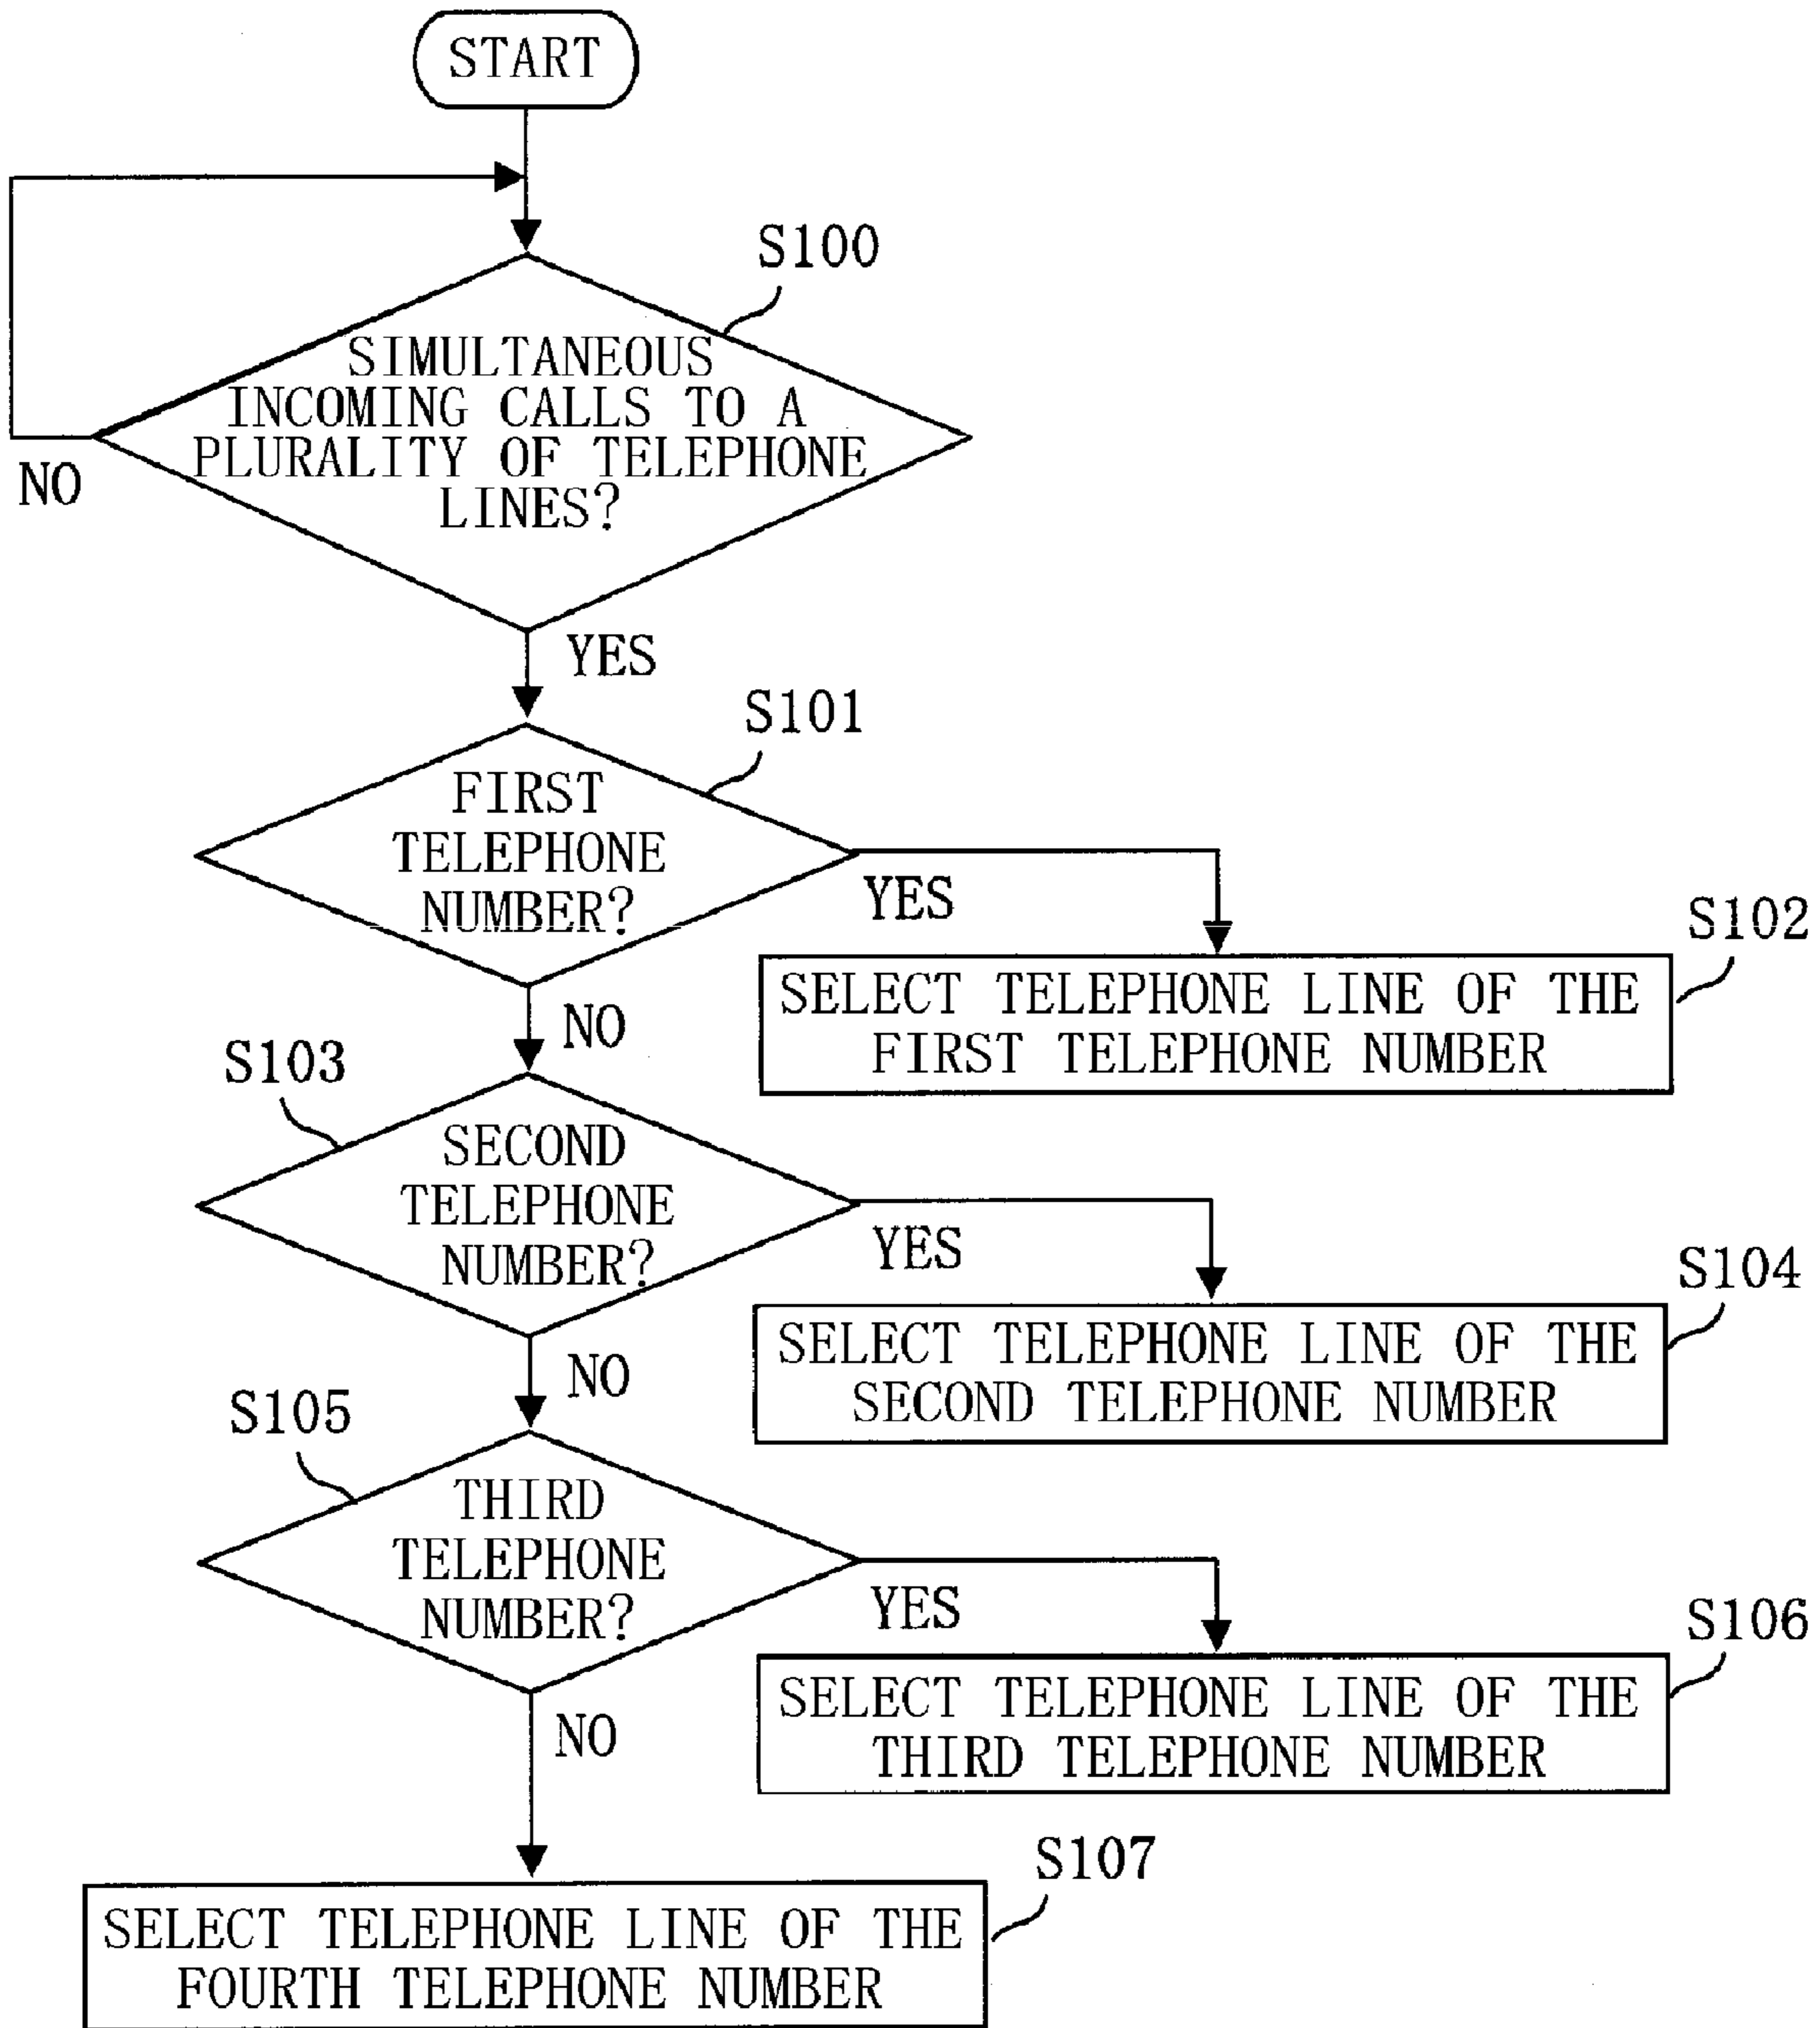 START
S100
SIMULTANEOUS
INCOMING CALLS TO A
PLURALITY OF TELEPHONE
LINES?
NO
YES
S101
FIRST
TELEPHONE
NUMBER?
YES
S102
SELECT TELEPHONE LINE OF THE
FIRST TELEPHONE NUMBER
NO
S103
SECOND
TELEPHONE
NUMBER?
YES
S104
SELECT TELEPHONE LINE OF THE
SECOND TELEPHONE NUMBER
NO
S105
THIRD
TELEPHONE
NUMBER?
YES
S106
SELECT TELEPHONE LINE OF THE
THIRD TELEPHONE NUMBER
NO
S107
SELECT TELEPHONE LINE OF THE
FOURTH TELEPHONE NUMBER